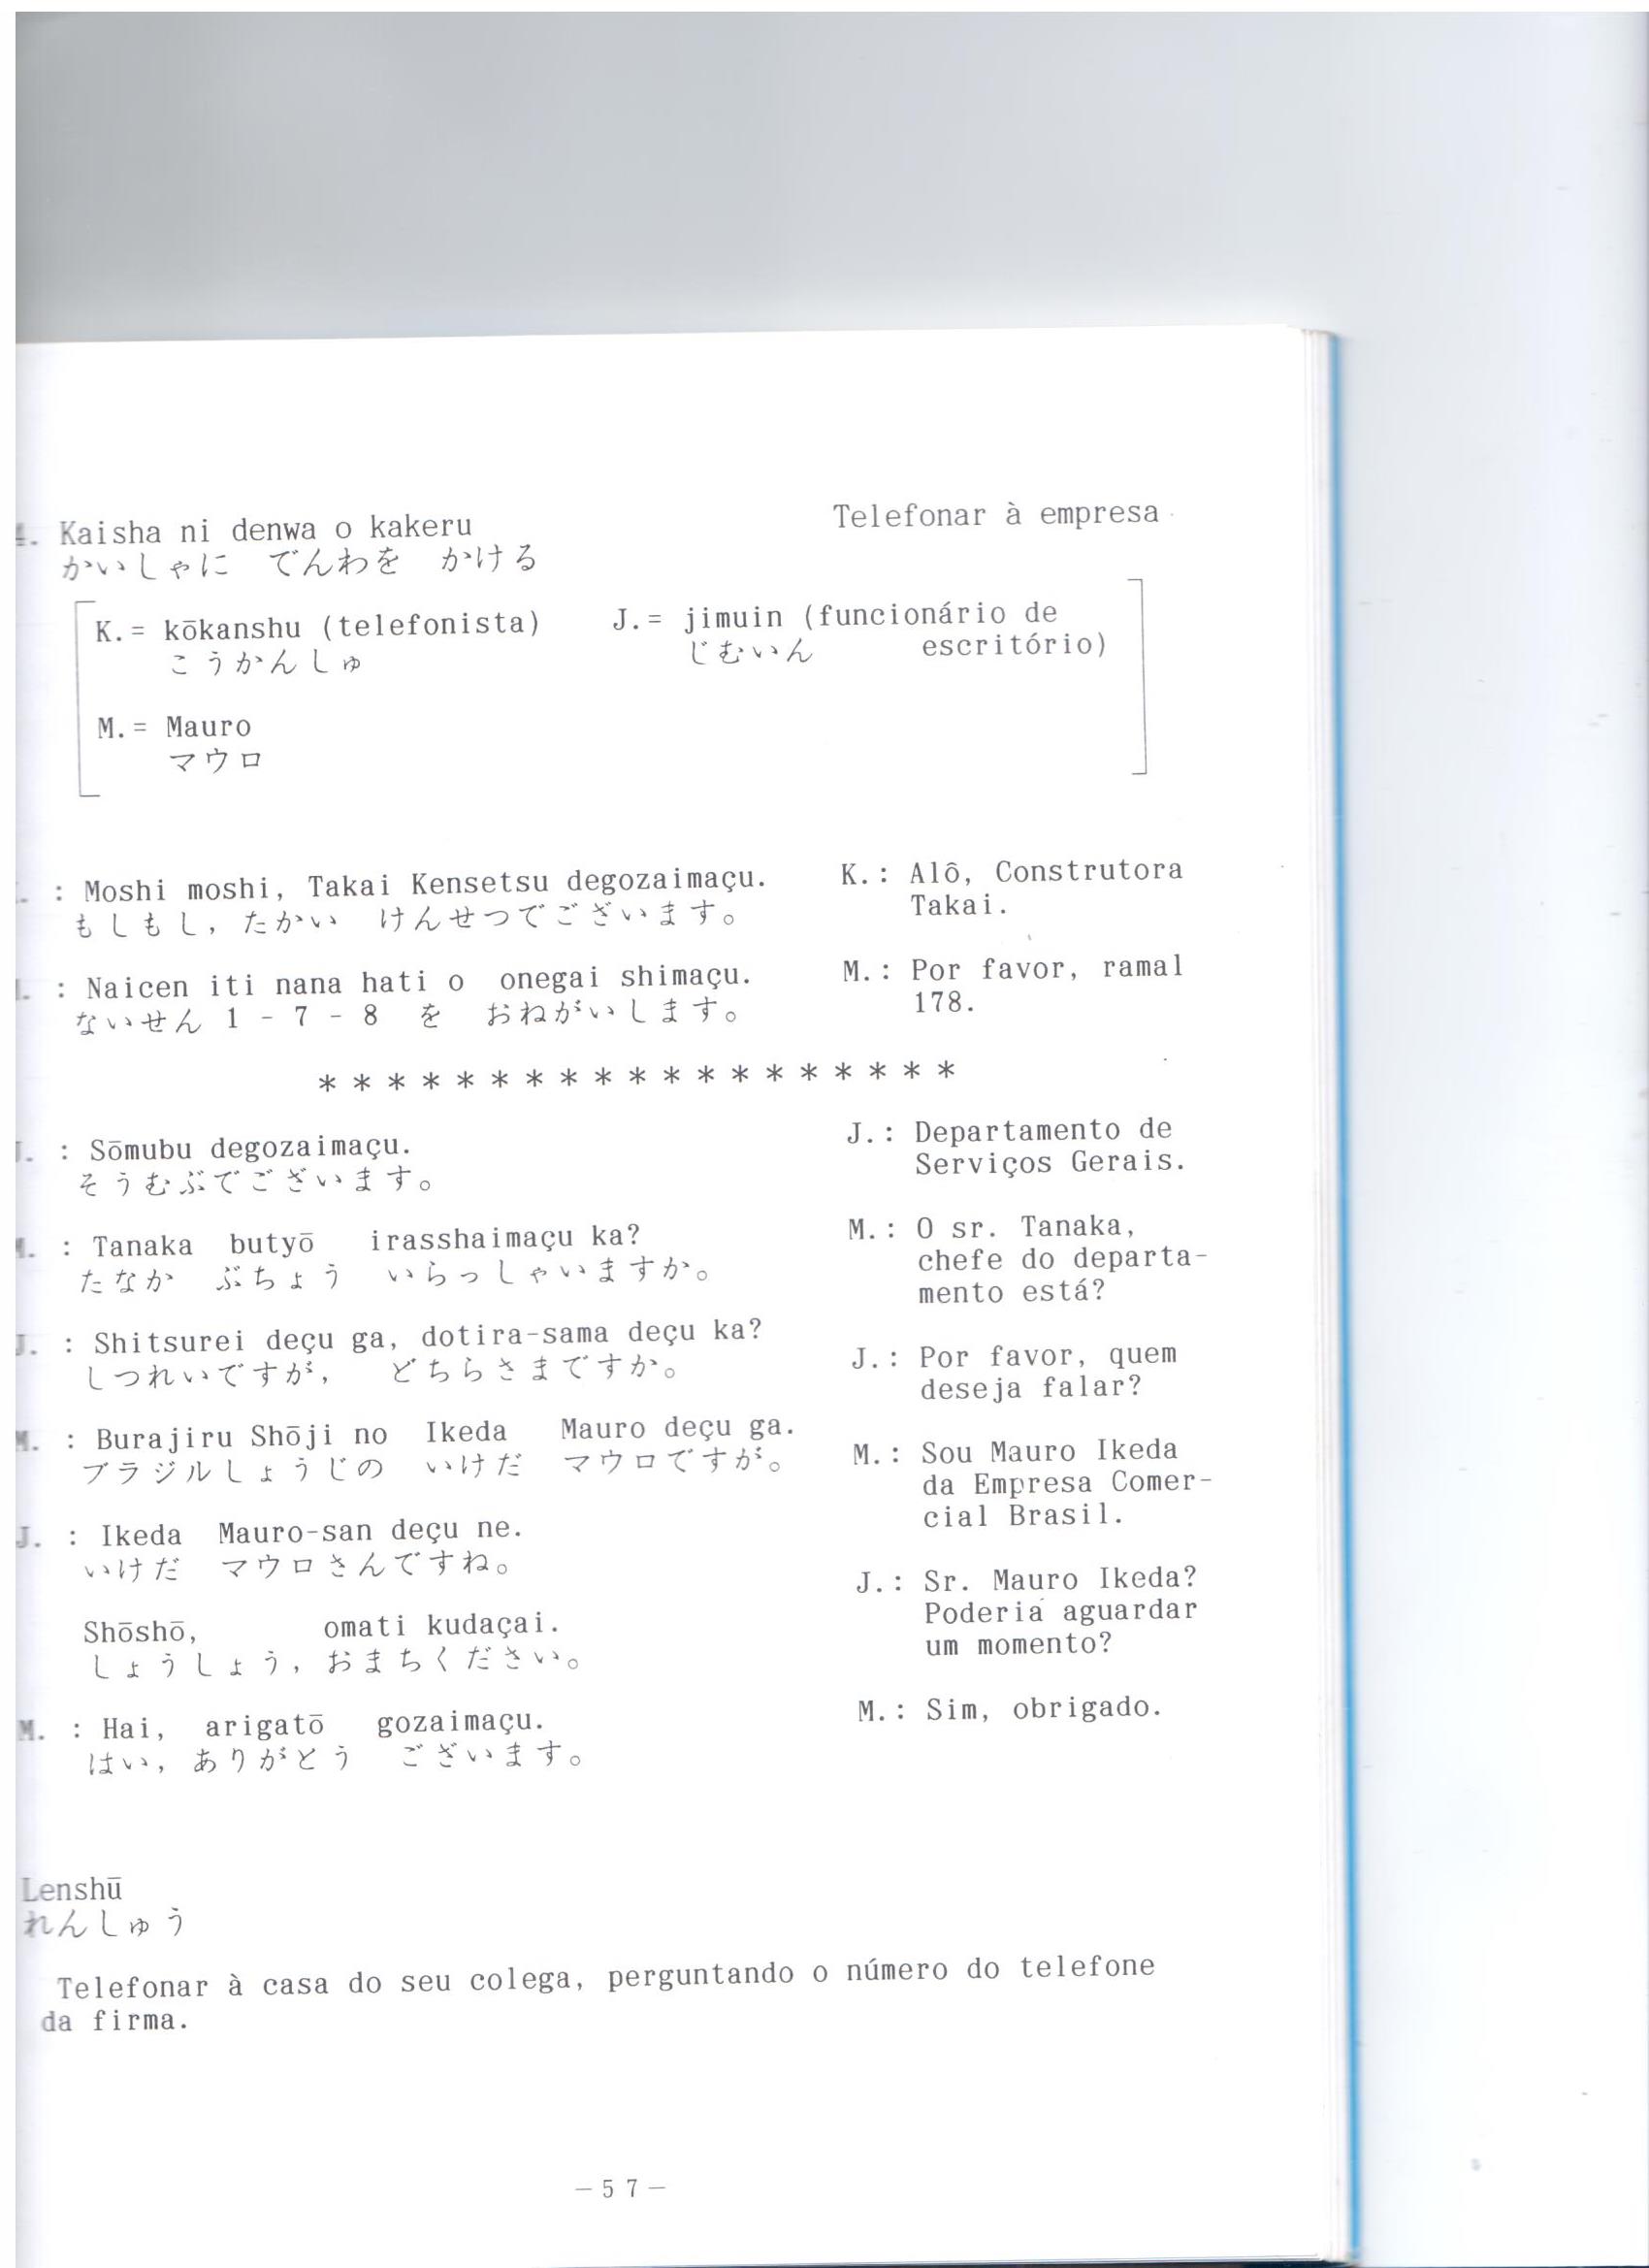 4. Kaisha ni denwa o kakeru
かいしゃに でんわを かける
Telefonar à empresa
K.= kōkanshu (telefonista)
こうかんしゅ
J.= jimuin (funcionário de
じむいん escritório)
M.= Mauro
マウロ
: Moshi moshi, Takai Kensetsu degozaimaçu.
もしもし, たかい けんせつでございます。
K.: Alô, Construtora
Takai.
: Naicen iti nana hati o onegai shimaçu.
ないせん 1 - 7 - 8 を おねがいします。
M.: Por favor, ramal
178.
* * * * * * * * * * * * * * * * * * *
J. : Sōmubu degozaimaçu.
そうむぶでございます。
J.: Departamento de
Serviços Gerais.
M. : Tanaka butyō irasshaimaçu ka?
たなか ぶちょう いらっしゃいますか。
M.: O sr. Tanaka,
chefe do departa-
mento está?
J. : Shitsurei deçu ga, dotira-sama deçu ka?
しつれいですが, どちらさまですか。
J.: Por favor, quem
deseja falar?
M. : Burajiru Shōji no Ikeda Mauro deçu ga.
ブラジルしょうじの いけだ マウロですが。
M.: Sou Mauro Ikeda
da Empresa Comer-
cial Brasil.
J. : Ikeda Mauro-san deçu ne.
いけだ マウロさんですね。
Shōshō, omati kudaçai.
しょうしょう, おまちください。
J.: Sr. Mauro Ikeda?
Poderia aguardar
um momento?
M. : Hai, arigatō gozaimaçu.
はい, ありがとう ございます。
M.: Sim, obrigado.
Lenshū
れんしゅう
Telefonar à casa do seu colega, perguntando o número do telefone
da firma.
－57－